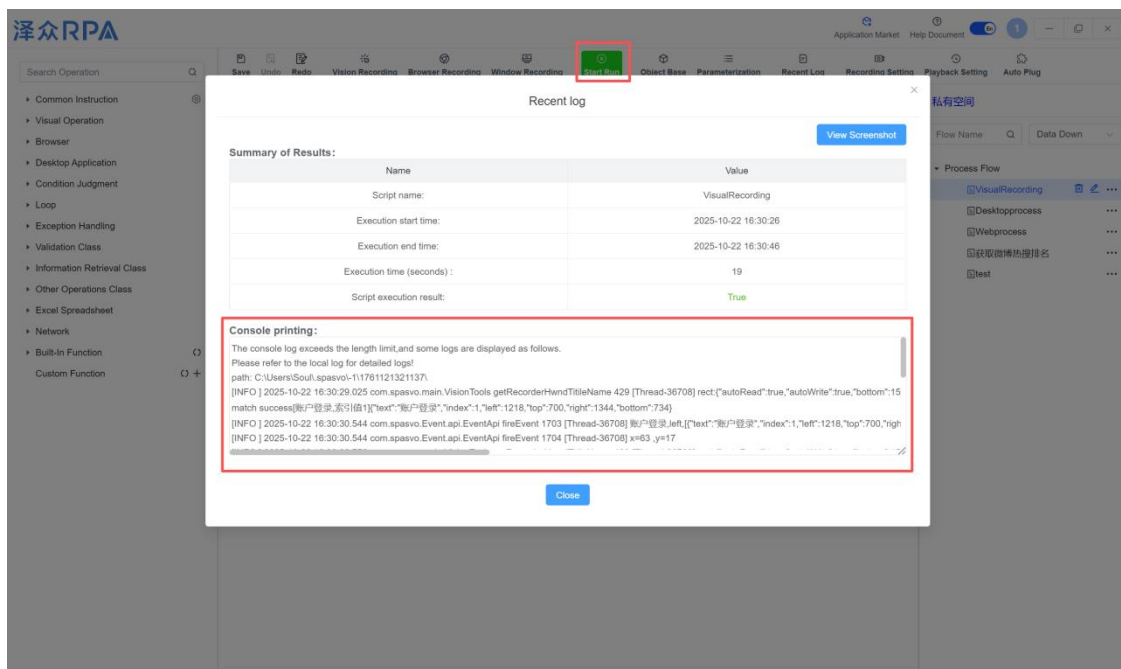 泽众RPA
Application Market Help Document En 1
Save Undo Redo Vision Recording Browser Recording Window Recording Start Run Object Base Parameterization Recent Log Recording Setting Playback Setting Auto Plug
Search Operation
Common Instruction
Visual Operation
Browser
Desktop Application
Condition Judgment
Loop
Exception Handling
Validation Class
Information Retrieval Class
Other Operations Class
Excel Spreadsheet
Network
Built-In Function
Custom Function
Recent log
View Screenshot
Summary of Results:
Name Value
Script name: VisualRecording
Execution start time: 2025-10-22 16:30:26
Execution end time: 2025-10-22 16:30:46
Execution time (seconds) : 19
Script execution result: True
Console printing:
The console log exceeds the length limit,and some logs are displayed as follows.
Please refer to the local log for detailed logs!
path: C:\Users\Soul\.spasvo\-1\1761121321137\
[INFO ] 2025-10-22 16:30:29.025 com.spasvo.main.VisionTools getRecorderHwndTitileName 429 [Thread-36708] rect:{"autoRead":true,"autoWrite":true,"bottom":15
match success[账户登录,索引值1]{"text":"账户登录","index":1,"left":1218,"top":700,"right":1344,"bottom":734}
[INFO ] 2025-10-22 16:30:30.544 com.spasvo.Event.api.EventApi fireEvent 1703 [Thread-36708] 账户登录,left,[{"text":"账户登录","index":1,"left":1218,"top":700,"righ
[INFO ] 2025-10-22 16:30:30.544 com.spasvo.Event.api.EventApi fireEvent 1704 [Thread-36708] x=63 ,y=17
Close
私有空间
Flow Name Data Down
Process Flow
VisualRecording
Desktopprocess
Webprocess
获取微博热搜排名
test